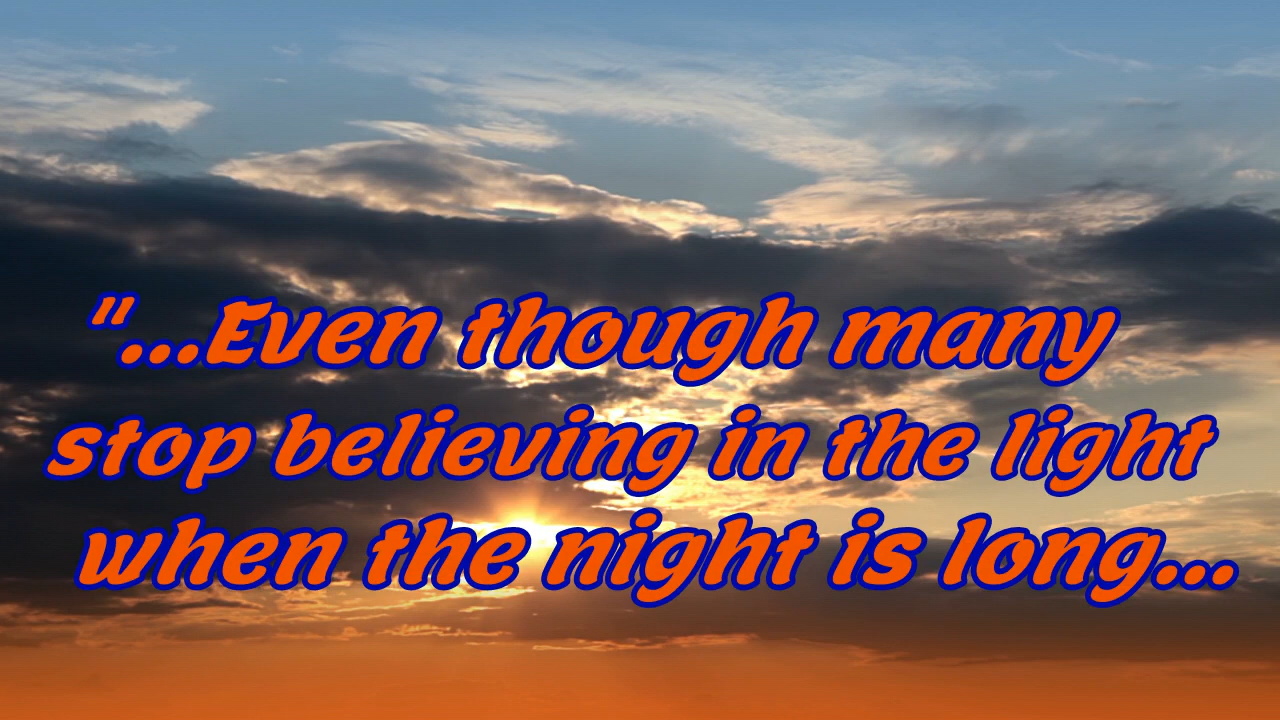 "...Even though many
stop believing in the light
when the night is long...